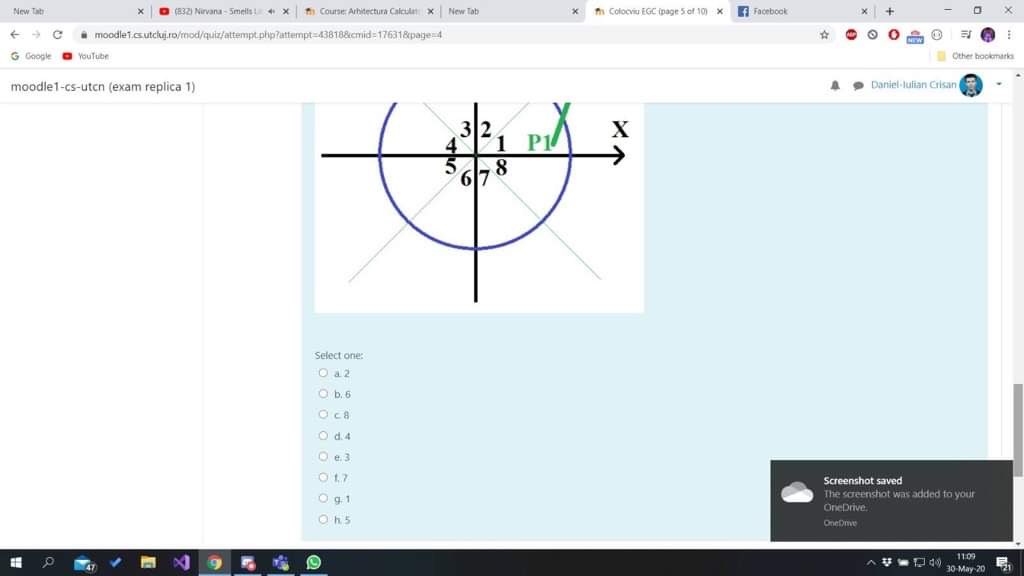 New Tab
(832) Nirvana - Smells Li
Course: Arhitectura Calculat
New Tab
Colocviu EGC (page 5 of 10)
Facebook
moodle1.cs.utcluj.ro/mod/quiz/attempt.php?attempt=43818&cmid=17631&page=4
ABP
NEW
Google
YouTube
Other bookmarks
moodle1-cs-utcn (exam replica 1)
Daniel-Iulian Crisan
3 2
4 1 P1 X
5 8
6 7
Select one:
a. 2
b. 6
c. 8
d. 4
e. 3
f. 7
g. 1
h. 5
Screenshot saved
The screenshot was added to your
OneDrive.
OneDrive
47
11:09
30-May-20
21